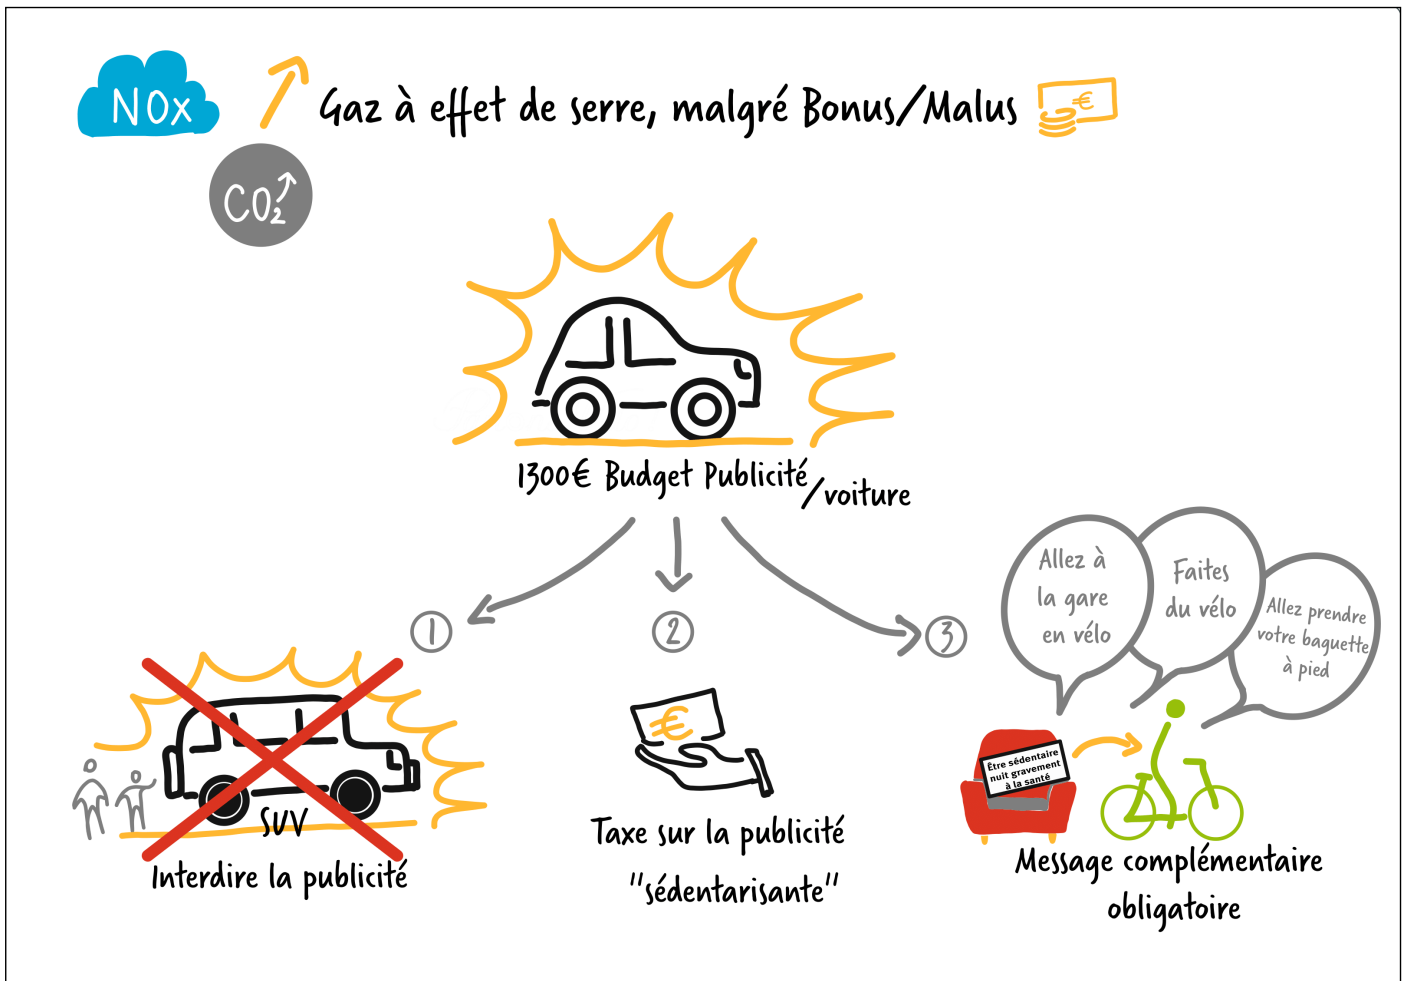 NOx
Gaz à effet de serre, malgré Bonus/Malus
€
CO2
1300€ Budget Publicité/voiture
1
2
3
Allez à
la gare
en vélo
Faites
du vélo
Allez prendre
votre baguette
à pied
SUV
Interdire la publicité
€
Taxe sur la publicité
"sédentarisante"
Être sédentaire
nuit gravement
à la santé
Message complémentaire
obligatoire